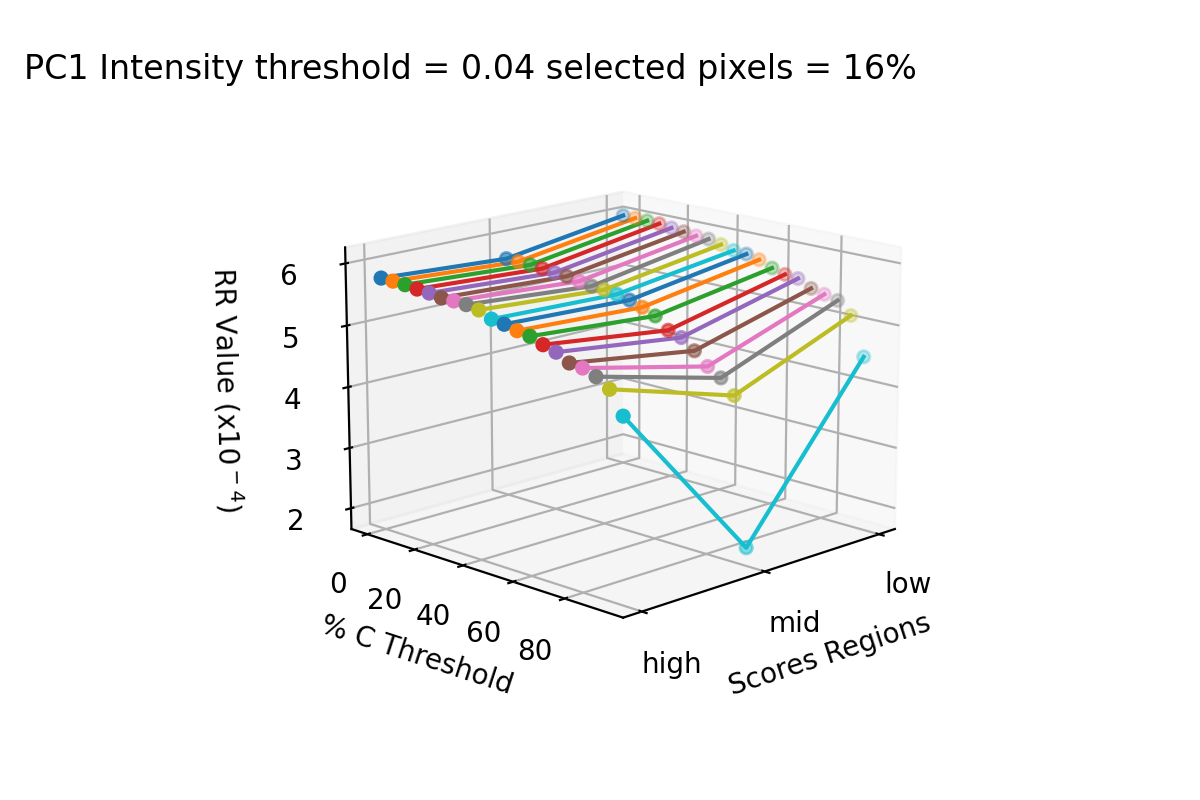 PC1 Intensity threshold = 0.04 selected pixels = 16%
RR Value (x10⁻⁴)
6
5
4
3
2
0
20
40
60
80
% C Threshold
high
mid
low
Scores Regions